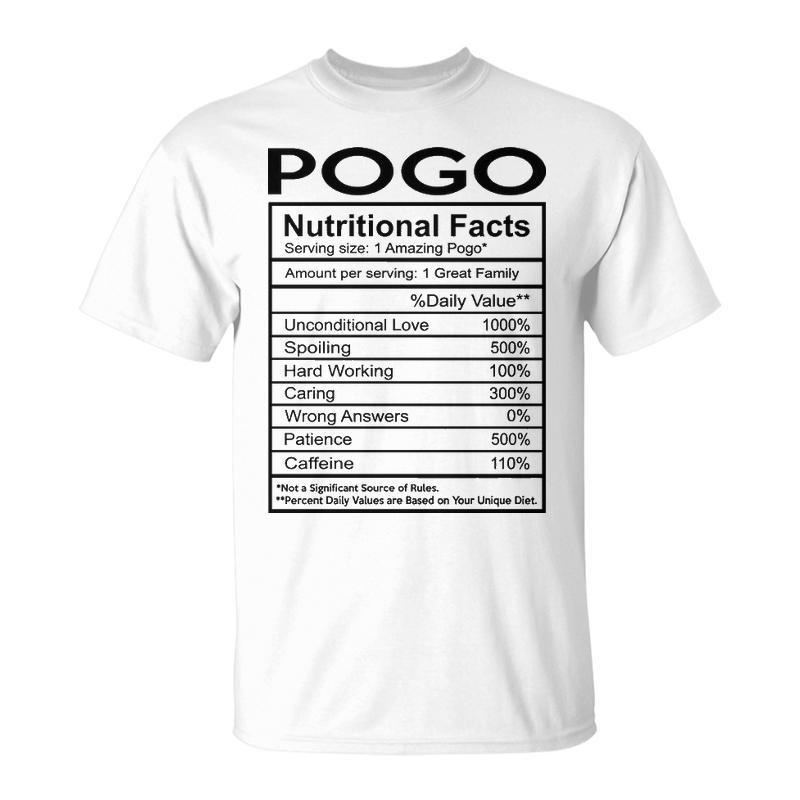 POGO
Nutritional Facts
Serving size: 1 Amazing Pogo*
Amount per serving: 1 Great Family
%Daily Value**
Unconditional Love 1000%
Spoiling 500%
Hard Working 100%
Caring 300%
Wrong Answers 0%
Patience 500%
Caffeine 110%
*Not a Significant Source of Rules.
**Percent Daily Values are Based on Your Unique Diet.